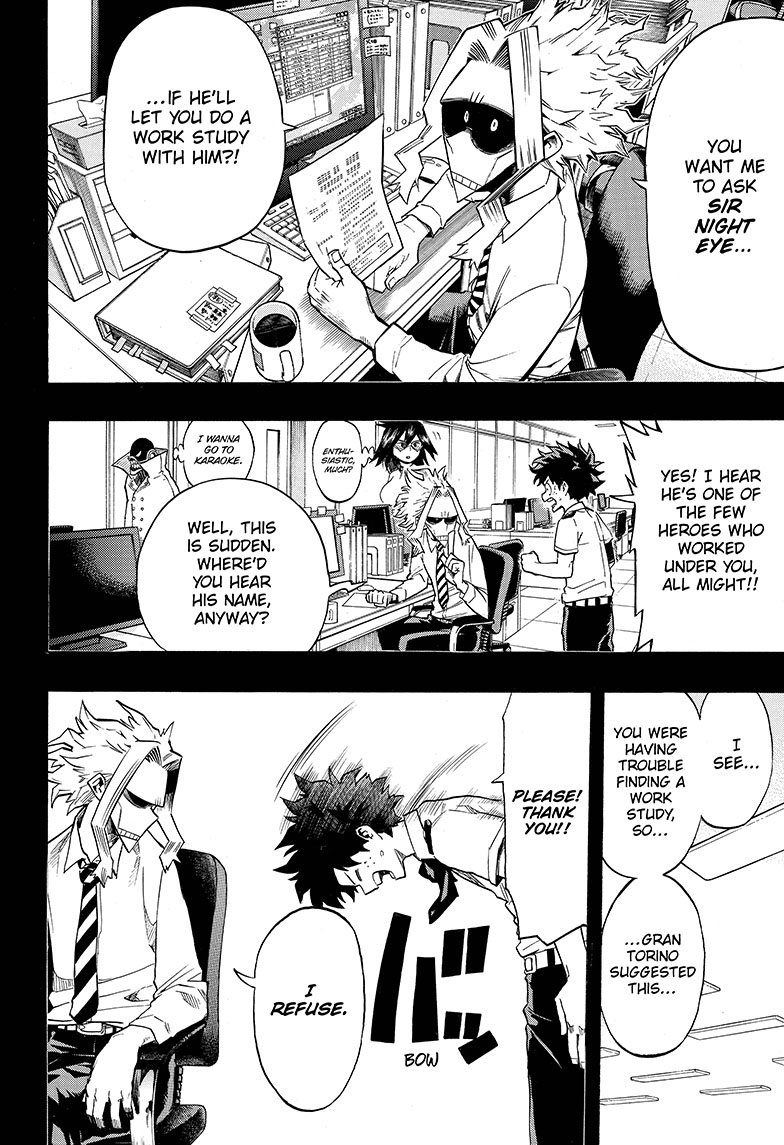 YOU
WANT ME
TO ASK
SIR
NIGHT
EYE...
...IF HE'LL
LET YOU DO A
WORK STUDY
WITH HIM?!
YES! I HEAR
HE'S ONE OF
THE FEW
HEROES WHO
WORKED
UNDER YOU,
ALL MIGHT!!
ENTHU-
SIASTIC,
MUCH?
I WANNA
GO TO
KARAOKE.
WELL, THIS
IS SUDDEN.
WHERE'D
YOU HEAR
HIS NAME,
ANYWAY?
I
SEE...
YOU WERE
HAVING
TROUBLE
FINDING A
WORK
STUDY,
SO...
...GRAN
TORINO
SUGGESTED
THIS...
PLEASE!
THANK
YOU!!
バッ
BOW
I
REFUSE.